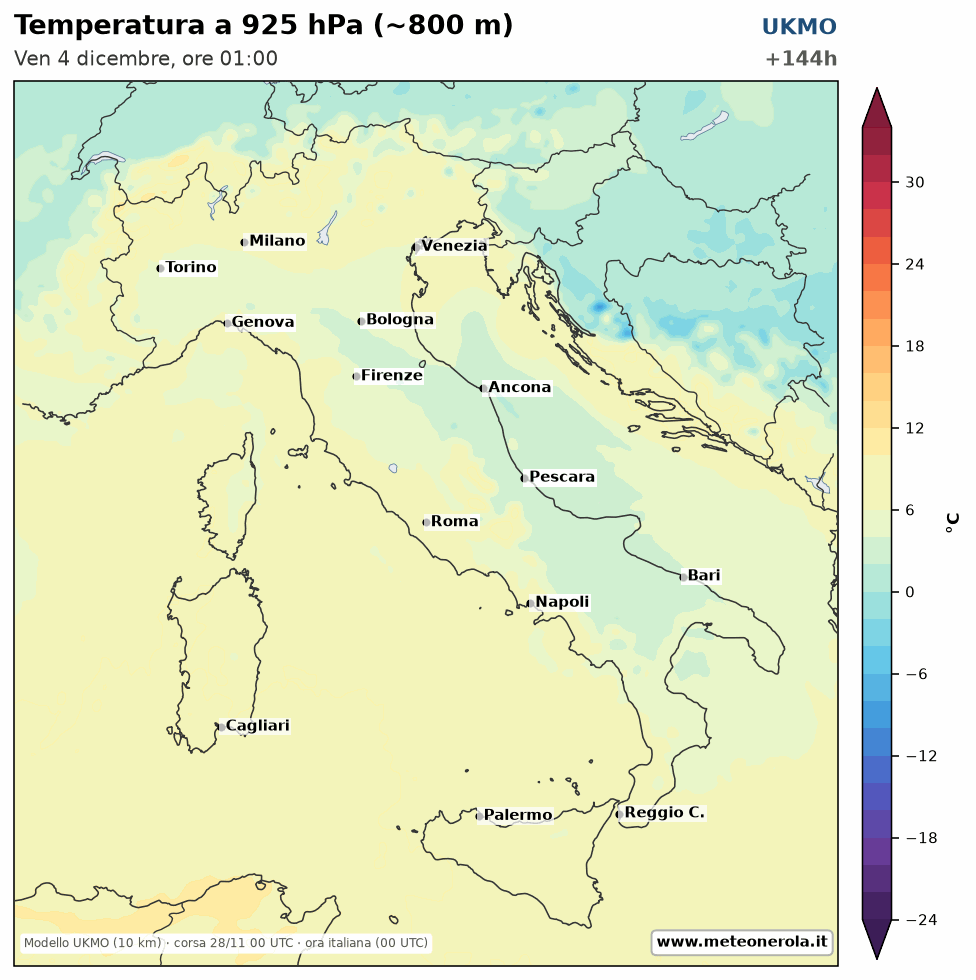 Temperatura a 925 hPa (~800 m)
UKMO
Ven 4 dicembre, ore 01:00
+144h
Milano
Venezia
Torino
Genova
Bologna
Firenze
Ancona
Pescara
Roma
Bari
Napoli
Cagliari
Palermo
Reggio C.
30
24
18
12
6
0
−6
−12
−18
−24
°C
Modello UKMO (10 km) · corsa 28/11 00 UTC · ora italiana (00 UTC)
www.meteonerola.it